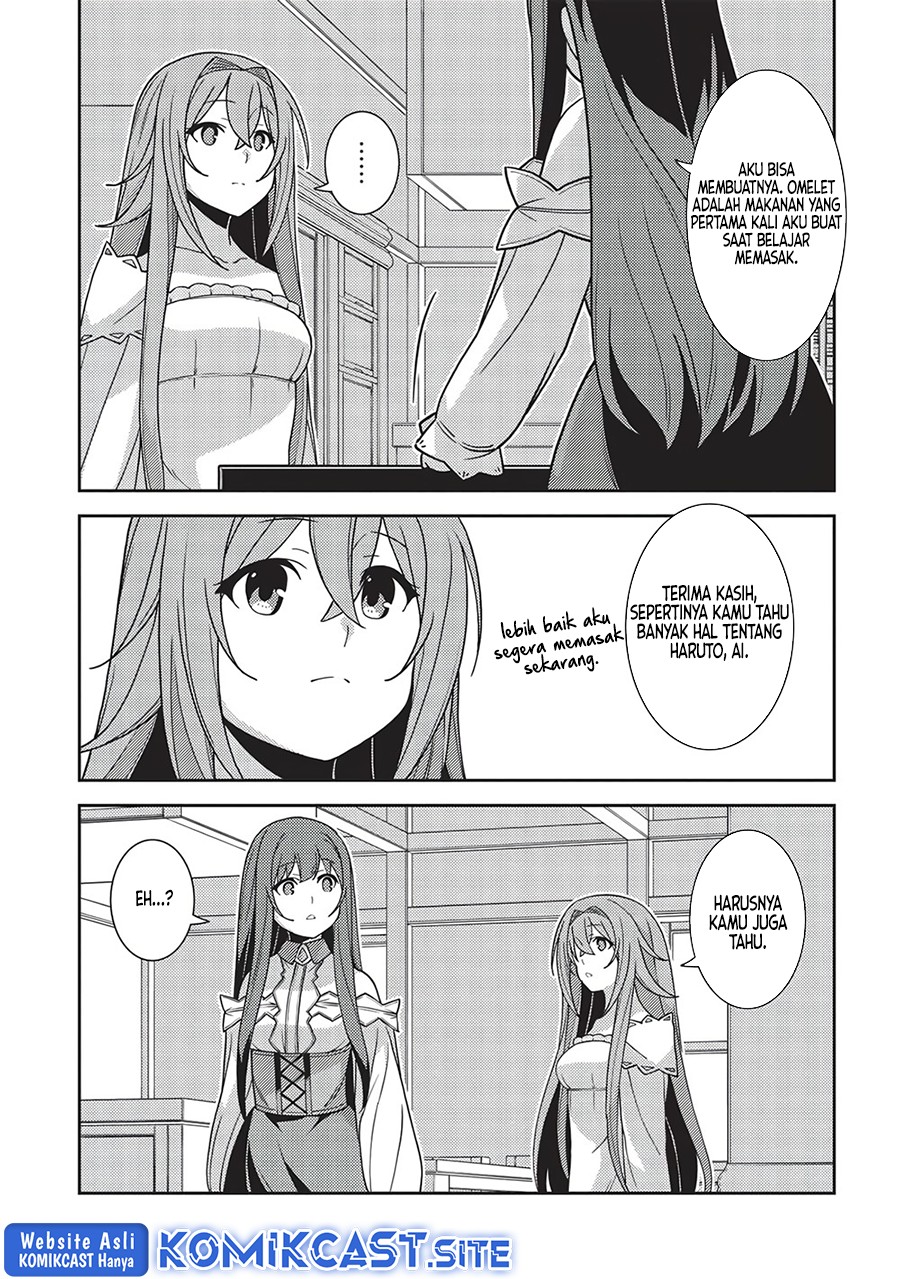 AKU BISA
MEMBUATNYA. OMELET
ADALAH MAKANAN YANG
PERTAMA KALI AKU BUAT
SAAT BELAJAR
MEMASAK.
......
TERIMA KASIH,
SEPERTINYA KAMU TAHU
BANYAK HAL TENTANG
HARUTO, AI.
lebih baik aku
segera memasak
sekarang.
HARUSNYA
KAMU JUGA
TAHU.
EH...?
Website Asli
KOMIKCAST Hanya
KOMIKCAST.SITE